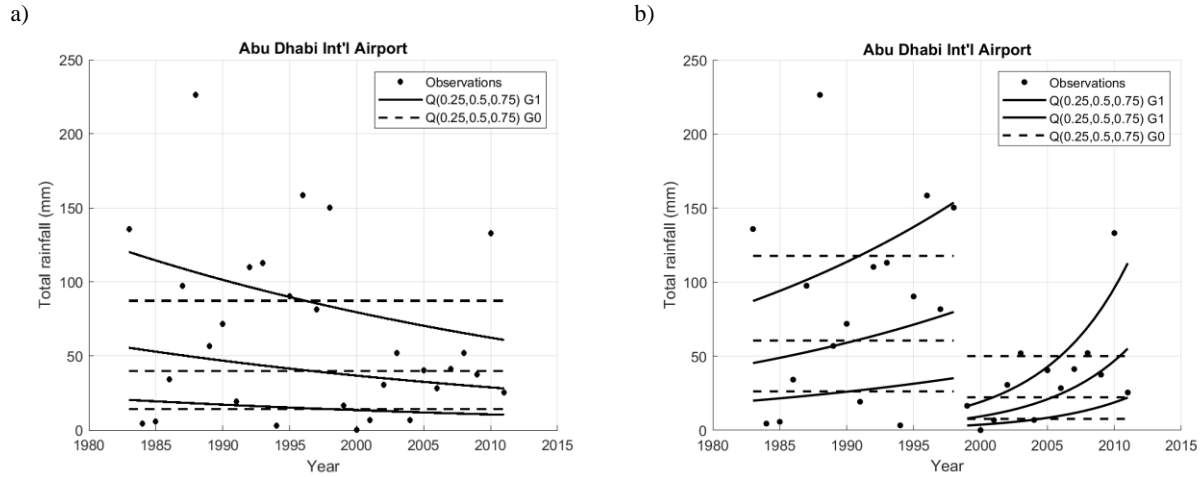 a)
Abu Dhabi Int'l Airport
250
200
150
100
50
0
Total rainfall (mm)
Observations
Q(0.25,0.5,0.75) G1
Q(0.25,0.5,0.75) G0
1980 1985 1990 1995 2000 2005 2010 2015
Year
b)
Abu Dhabi Int'l Airport
250
200
150
100
50
0
Total rainfall (mm)
Observations
Q(0.25,0.5,0.75) G1
Q(0.25,0.5,0.75) G1
Q(0.25,0.5,0.75) G0
1980 1985 1990 1995 2000 2005 2010 2015
Year